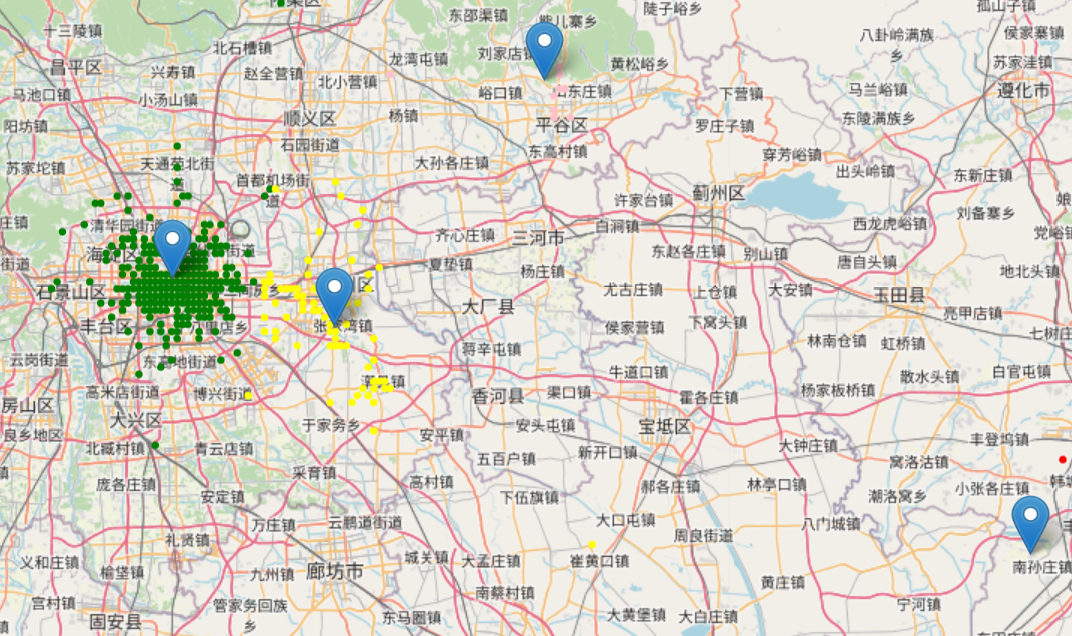 东邵渠镇
熊儿寨乡
陡子峪乡
孤山子镇
十三陵镇
北石槽镇
刘家店镇
八卦岭满族
乡
侯家寨镇
昌平区
兴寿镇
赵全营镇
龙湾屯镇
黄松峪乡
苏家洼镇
马池口镇
小汤山镇
北小营镇
峪口镇
山东庄镇
下营镇
马兰峪镇
遵化市
阳坊镇
顺义区
杨镇
平谷区
罗庄子镇
东陵满族乡
石园街道
东高村镇
穿芳峪镇
苏家坨镇
天通苑北街
道
大孙各庄镇
出头岭镇
首都机场街
道
许家台镇
蓟州区
东新庄镇
庄镇
清华园街道
白涧镇
西龙虎峪镇
刘备寨乡
齐心庄镇
三河市
党峪镇
海淀区
街道
东赵各庄镇
别山镇
街道
夏垫镇
杨庄镇
唐自头镇
地北头镇
石景山区
区
尤古庄镇
上仓镇
大安镇
玉田县
大厂县
亮甲店镇
丰台区
张家湾镇
侯家营镇
下窝头镇
林南仓镇
虹桥镇
云岗街道
东高地街道
蒋辛屯镇
牛道口镇
散水头镇
白官屯镇
高米店街道
博兴街道
漷县镇
香河县
渠口镇
霍各庄镇
杨家板桥镇
房山区
大兴区
于家务乡
安平镇
安头屯镇
宝坻区
良乡地区
北臧村镇
青云店镇
大钟庄镇
丰登坞镇
五百户镇
新开口镇
窝洛沽镇
采育镇
庞各庄镇
安定镇
高村镇
下伍旗镇
郝各庄镇
林亭口镇
潮洛窝乡
小张各庄镇
万庄镇
云鹏道街道
大口屯镇
周良街道
八门城镇
礼贤镇
义和庄镇
榆垡镇
九州镇
廊坊市
城关镇
大孟庄镇
崔黄口镇
黄庄镇
南孙庄镇
南蔡村镇
宫村镇
管家务回族
乡
固安县
东马圈镇
大黄堡镇
大白庄镇
宁河镇